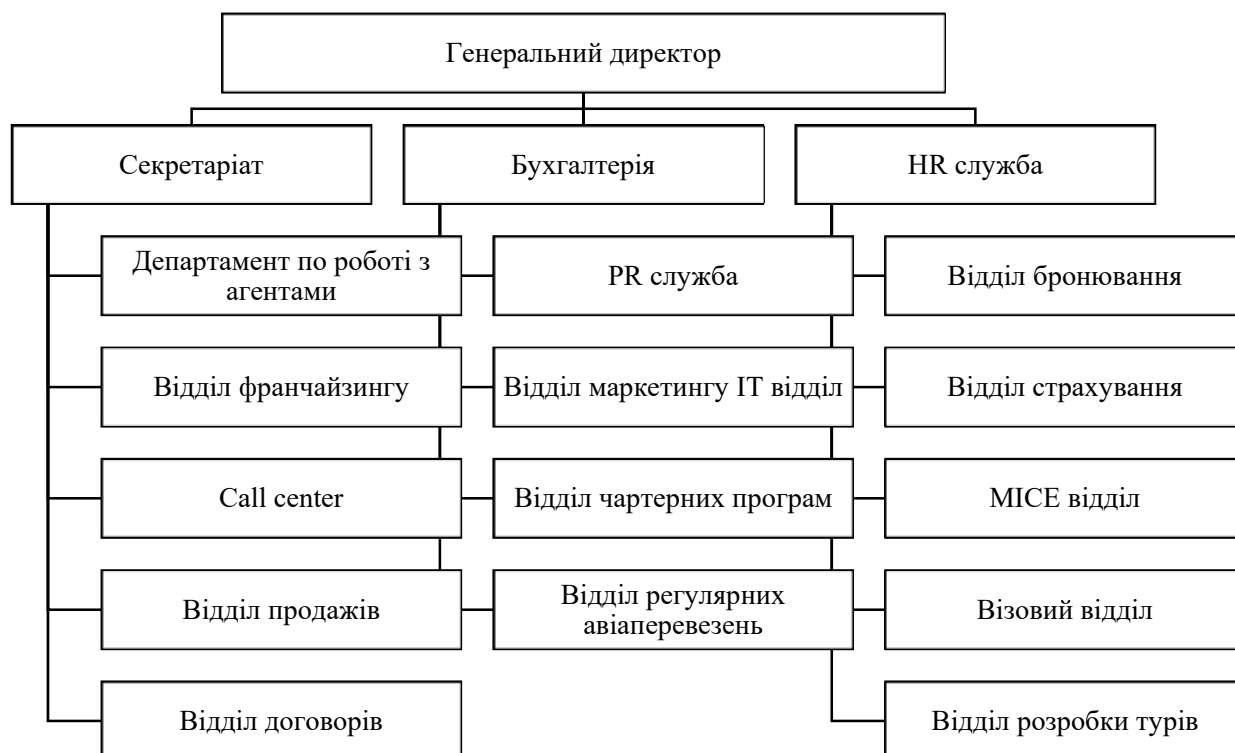 Генеральний директор
Секретаріат
Бухгалтерія
HR служба
Департамент по роботі з
агентами
PR служба
Відділ бронювання
Відділ франчайзингу
Відділ маркетингу ІТ відділ
Відділ страхування
Call center
Відділ чартерних програм
MICE відділ
Відділ продажів
Відділ регулярних
авіаперевезень
Візовий відділ
Відділ договорів
Відділ розробки турів